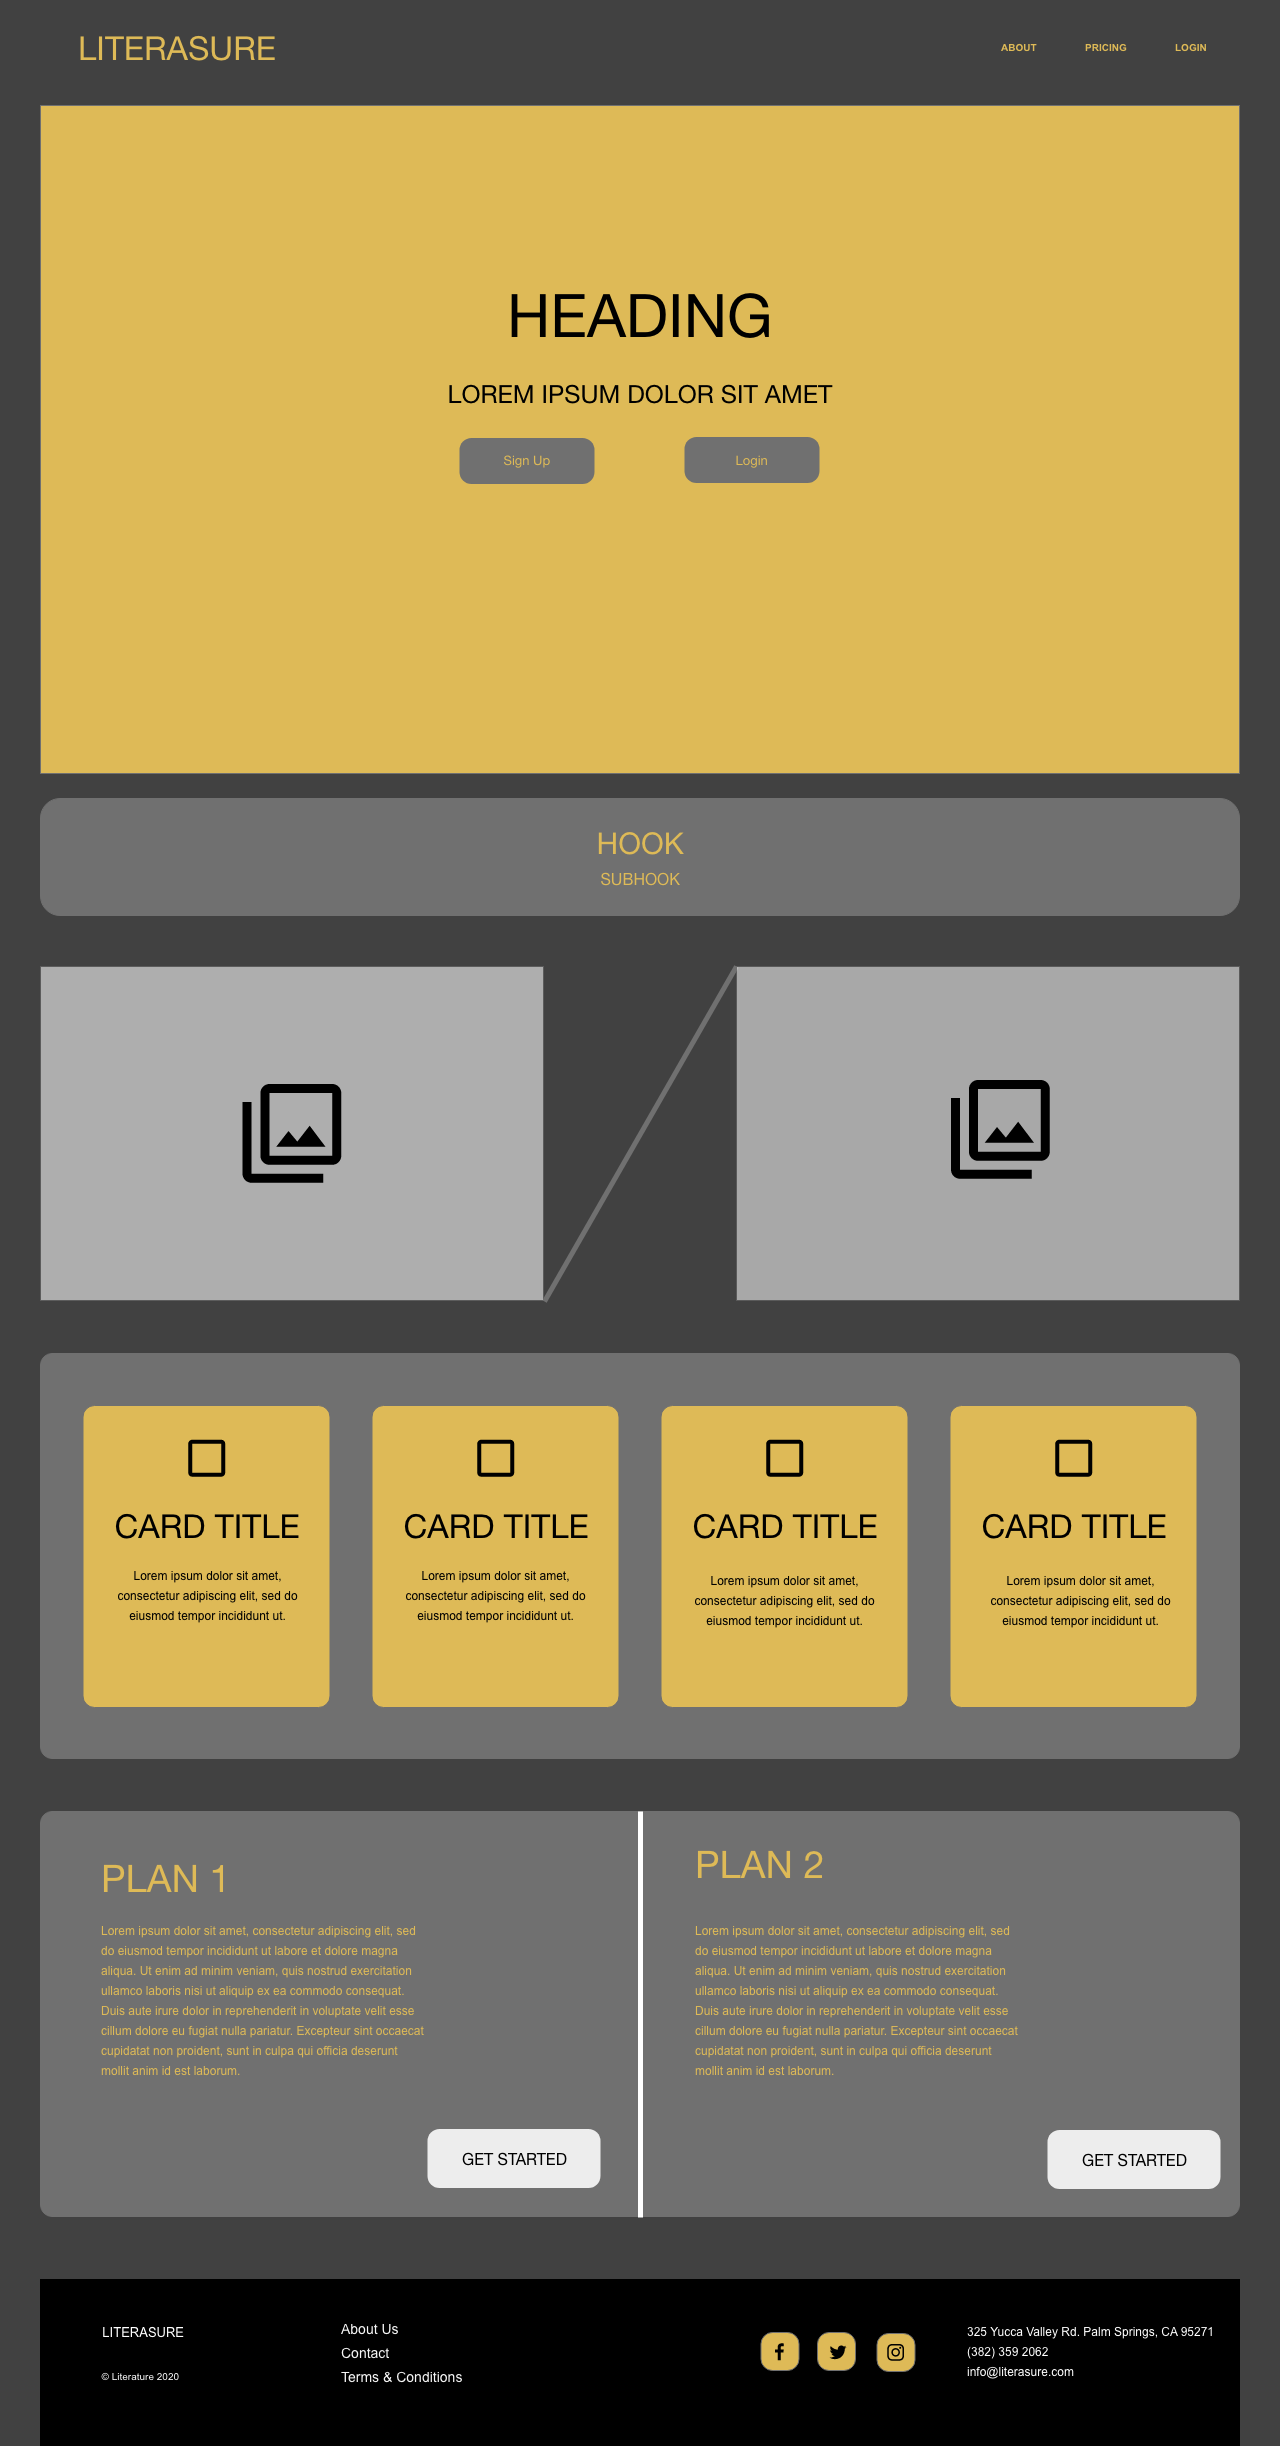 LITERASURE
ABOUT PRICING LOGIN
HEADING
LOREM IPSUM DOLOR SIT AMET
Sign Up Login
HOOK
SUBHOOK
CARD TITLE
Lorem ipsum dolor sit amet,
consectetur adipiscing elit, sed do
eiusmod tempor incididunt ut.
CARD TITLE
Lorem ipsum dolor sit amet,
consectetur adipiscing elit, sed do
eiusmod tempor incididunt ut.
CARD TITLE
Lorem ipsum dolor sit amet,
consectetur adipiscing elit, sed do
eiusmod tempor incididunt ut.
CARD TITLE
Lorem ipsum dolor sit amet,
consectetur adipiscing elit, sed do
eiusmod tempor incididunt ut.
PLAN 1
Lorem ipsum dolor sit amet, consectetur adipiscing elit, sed
do eiusmod tempor incididunt ut labore et dolore magna
aliqua. Ut enim ad minim veniam, quis nostrud exercitation
ullamco laboris nisi ut aliquip ex ea commodo consequat.
Duis aute irure dolor in reprehenderit in voluptate velit esse
cillum dolore eu fugiat nulla pariatur. Excepteur sint occaecat
cupidatat non proident, sunt in culpa qui officia deserunt
mollit anim id est laborum.
GET STARTED
PLAN 2
Lorem ipsum dolor sit amet, consectetur adipiscing elit, sed
do eiusmod tempor incididunt ut labore et dolore magna
aliqua. Ut enim ad minim veniam, quis nostrud exercitation
ullamco laboris nisi ut aliquip ex ea commodo consequat.
Duis aute irure dolor in reprehenderit in voluptate velit esse
cillum dolore eu fugiat nulla pariatur. Excepteur sint occaecat
cupidatat non proident, sunt in culpa qui officia deserunt
mollit anim id est laborum.
GET STARTED
LITERASURE
© Literature 2020
About Us
Contact
Terms & Conditions
325 Yucca Valley Rd. Palm Springs, CA 95271
(382) 359 2062
info@literasure.com